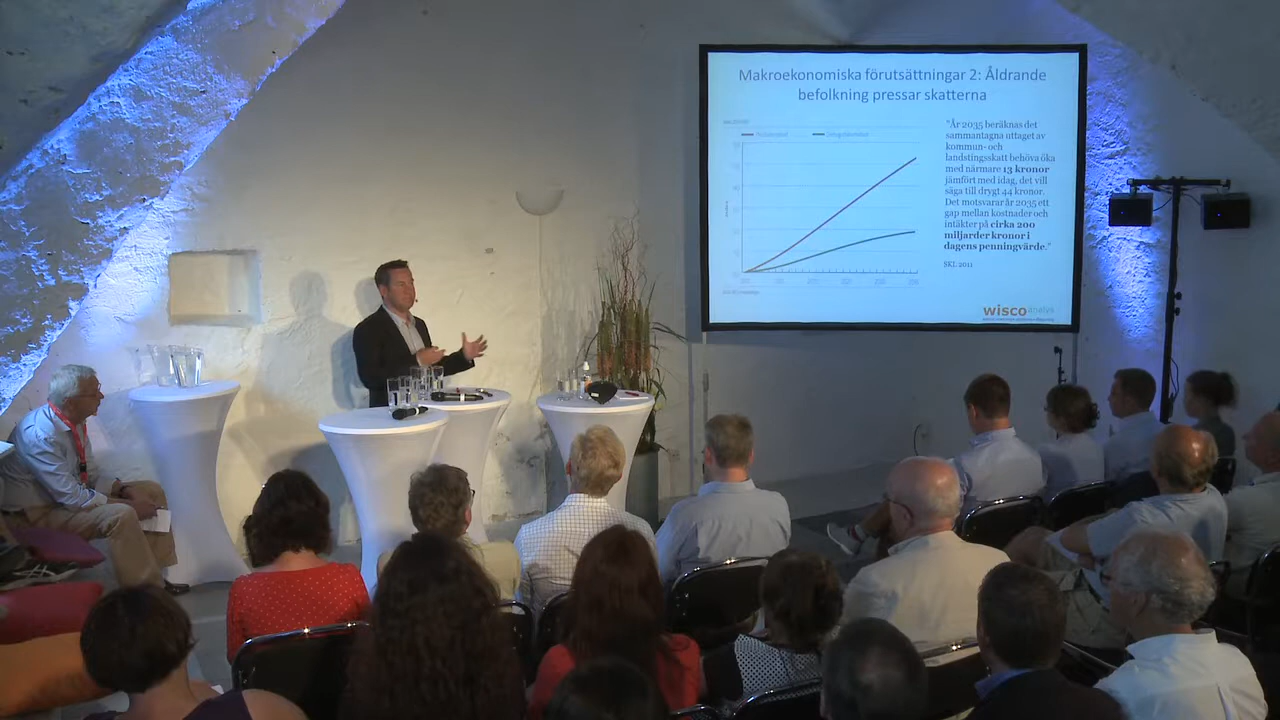 Makroekonomiska förutsättningar 2: Åldrande
befolkning pressar skatterna
"År 2035 beräknas det
sammantagna uttaget av
kommun- och
landstingsskatt behöva öka
med närmare 13 kronor
jämfört med idag, det vill
säga till drygt 44 kronor.
Det motsvarar år 2035 ett
gap mellan kostnader och
intäkter på cirka 200
miljarder kronor i
dagens penningvärde."
SKL 2011
wisco